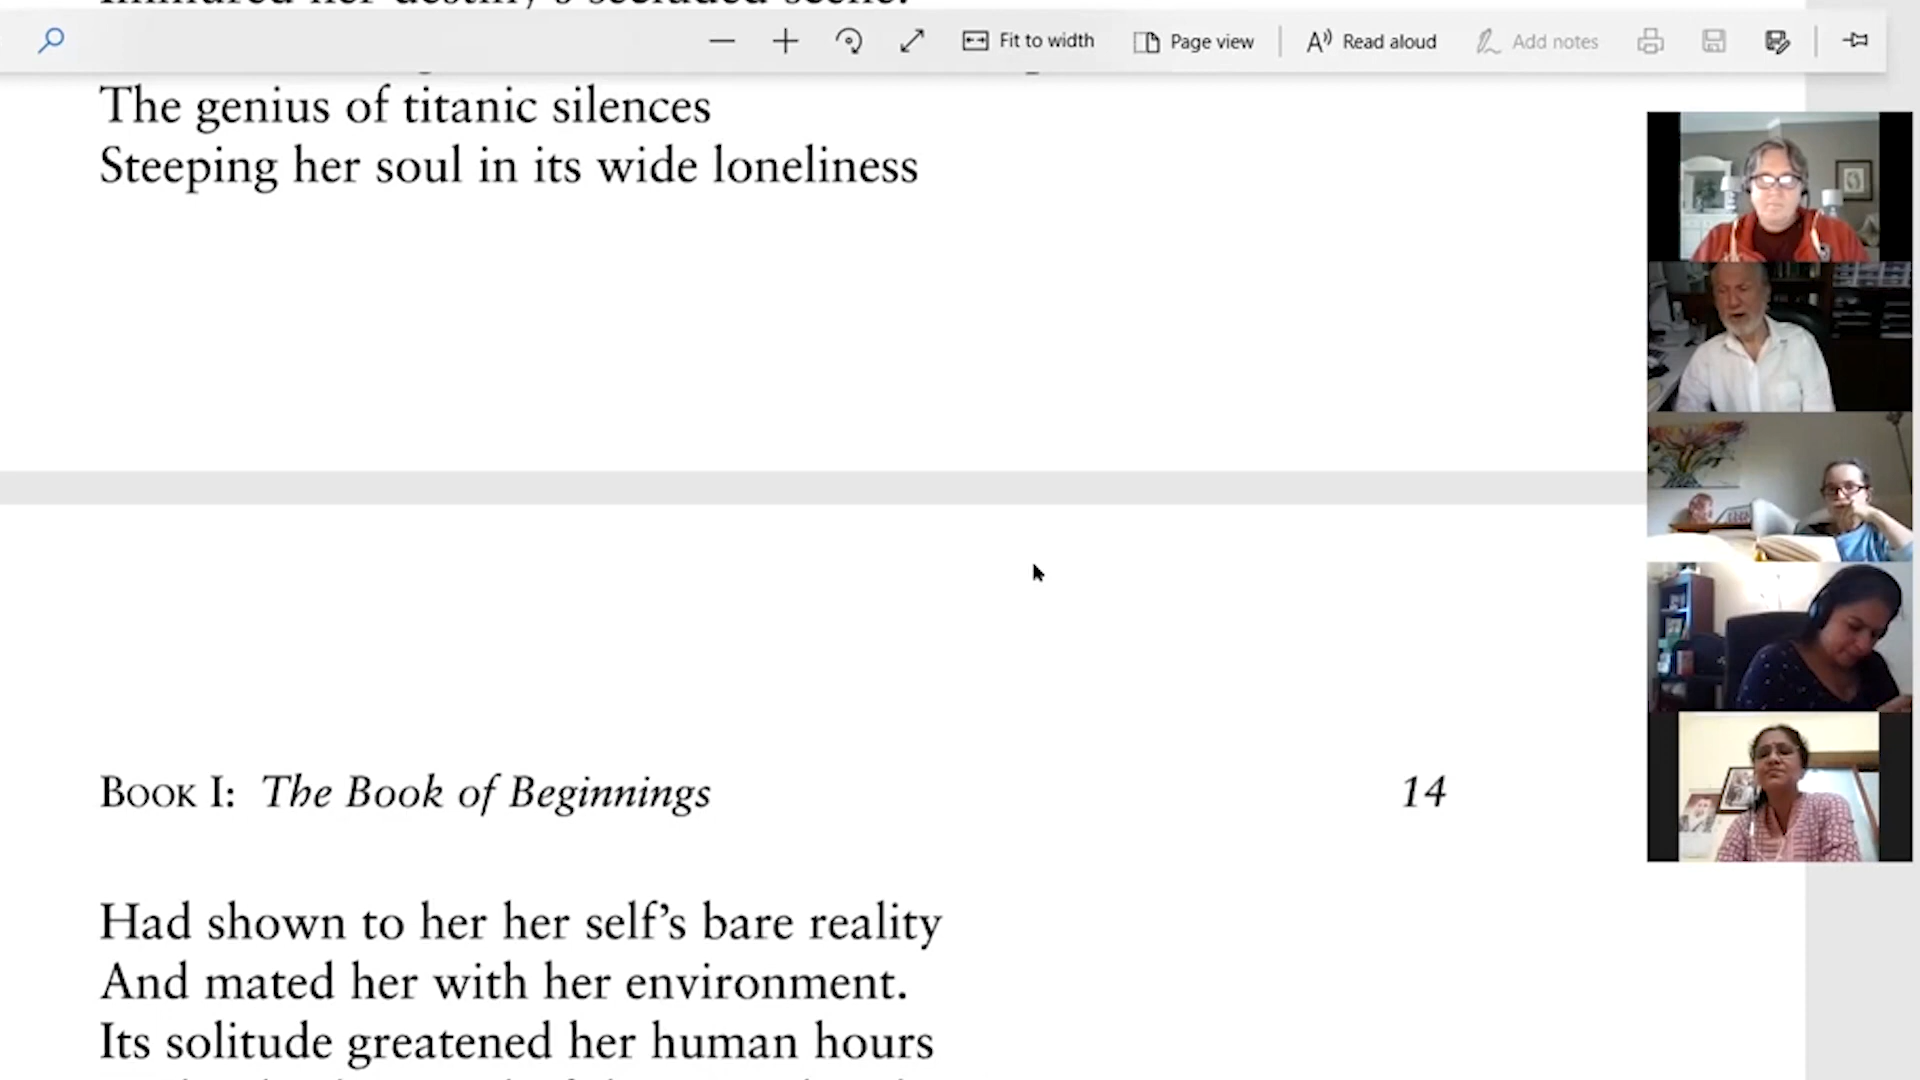 Fit to width
Page view
Read aloud
Add notes
The genius of titanic silences
Steeping her soul in its wide loneliness
BOOK I: The Book of Beginnings 14
Had shown to her her self's bare reality
And mated her with her environment.
Its solitude greatened her human hours